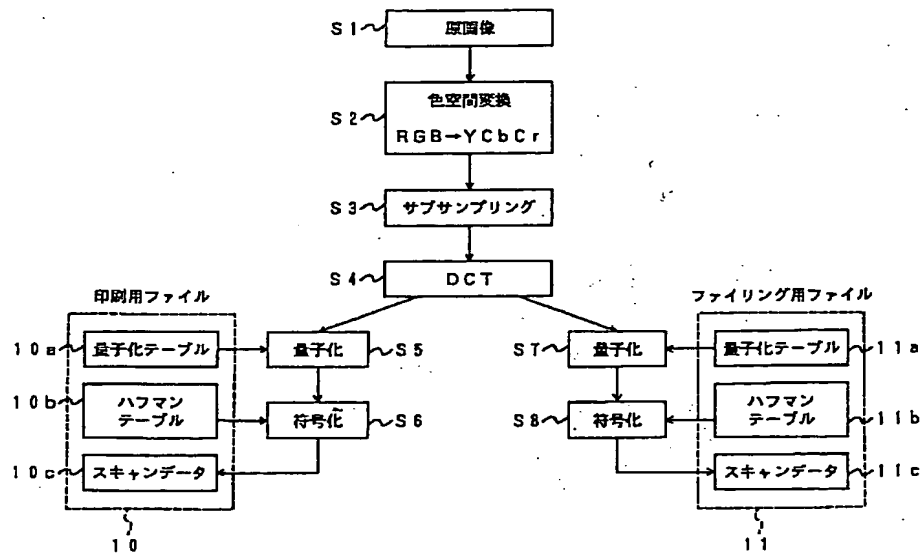 S1 原画像
S2 色空間変換
RGB→YCbCr
S3 サブサンプリング
S4 DCT
印刷用ファイル
ファイリング用ファイル
10a 量子化テーブル
量子化 S5
S7 量子化
量子化テーブル 11a
10b ハフマン
テーブル
符号化 S6
S8 符号化
ハフマン
テーブル 11b
10c スキャンデータ
スキャンデータ 11c
10
11